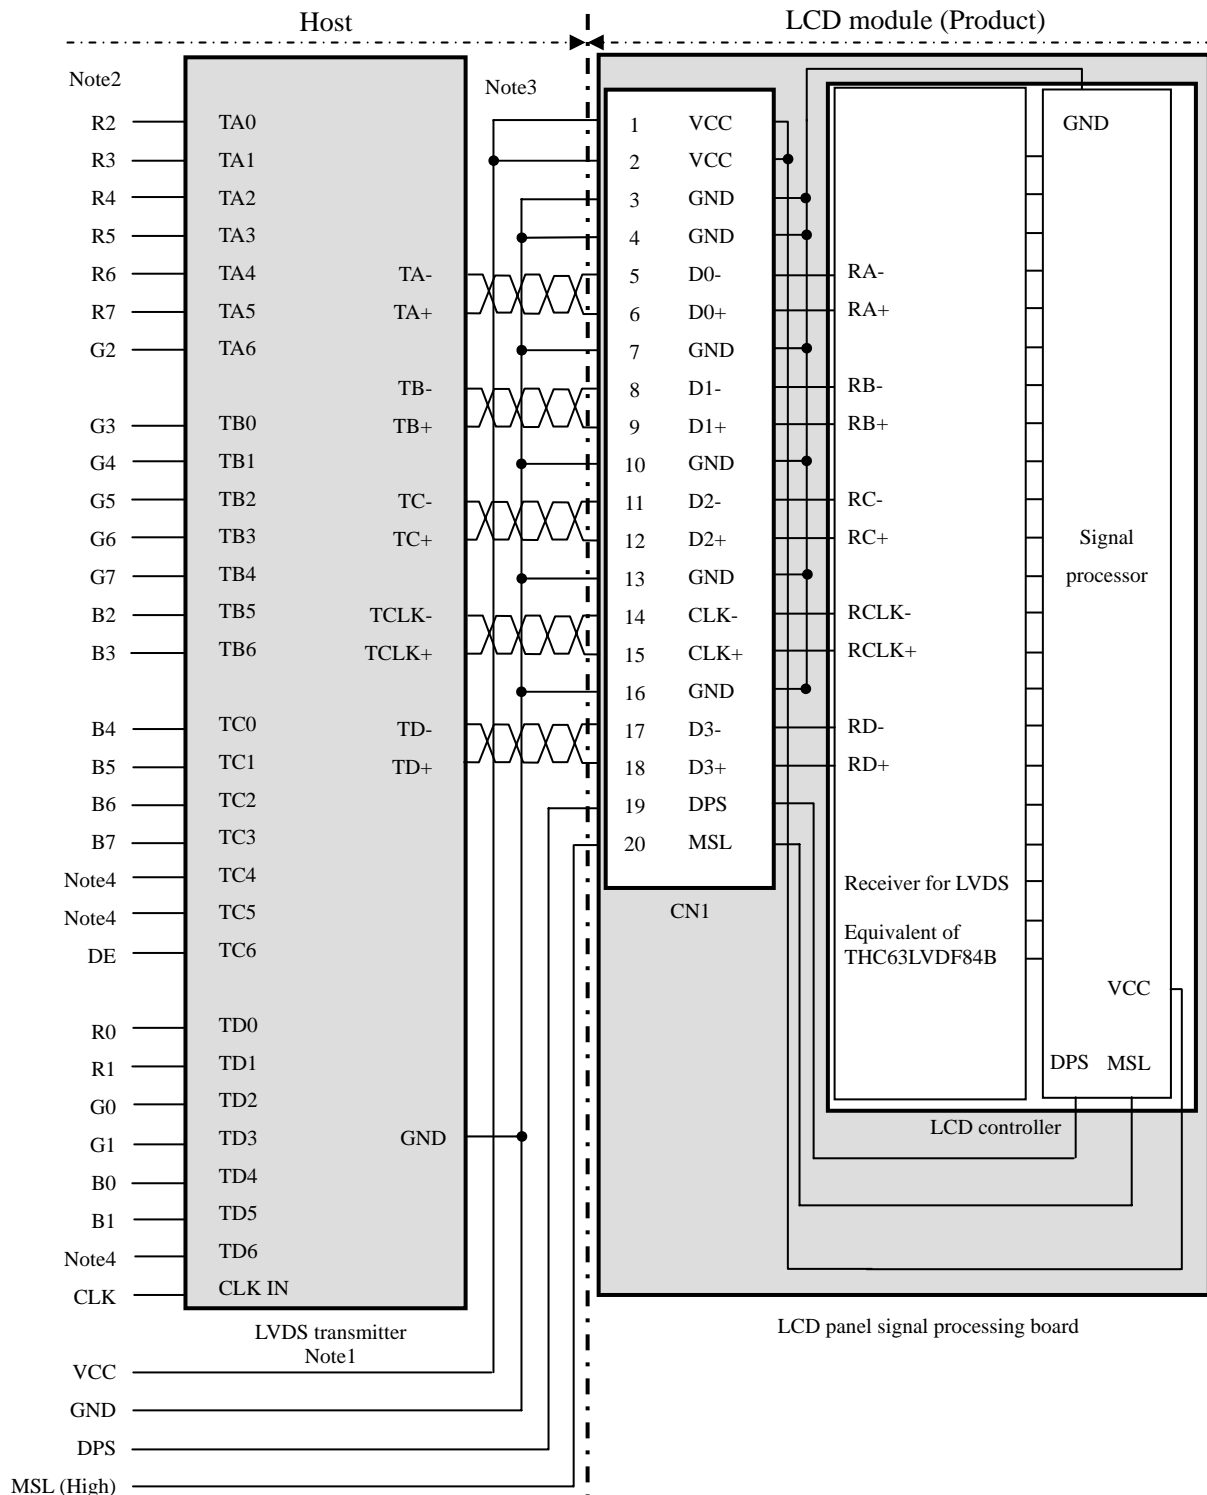 Host
LCD module (Product)
Note2
Note3
R2 TA0
R3 TA1
R4 TA2
R5 TA3
R6 TA4 TA-
R7 TA5 TA+
G2 TA6
TB-
G3 TB0 TB+
G4 TB1
G5 TB2 TC-
G6 TB3 TC+
G7 TB4
B2 TB5 TCLK-
B3 TB6 TCLK+
B4 TC0 TD-
B5 TC1 TD+
B6 TC2
B7 TC3
Note4 TC4
Note4 TC5
DE TC6
R0 TD0
R1 TD1
G0 TD2
G1 TD3 GND
B0 TD4
B1 TD5
Note4 TD6
CLK CLK IN
LVDS transmitter
Note1
VCC
GND
DPS
MSL (High)
1 VCC
2 VCC
3 GND
4 GND
5 D0- RA-
6 D0+ RA+
7 GND
8 D1- RB-
9 D1+ RB+
10 GND
11 D2- RC-
12 D2+ RC+
13 GND
14 CLK- RCLK-
15 CLK+ RCLK+
16 GND
17 D3- RD-
18 D3+ RD+
19 DPS
20 MSL
CN1
Receiver for LVDS
Equivalent of
THC63LVDF84B
GND
Signal
processor
VCC
DPS MSL
LCD controller
LCD panel signal processing board